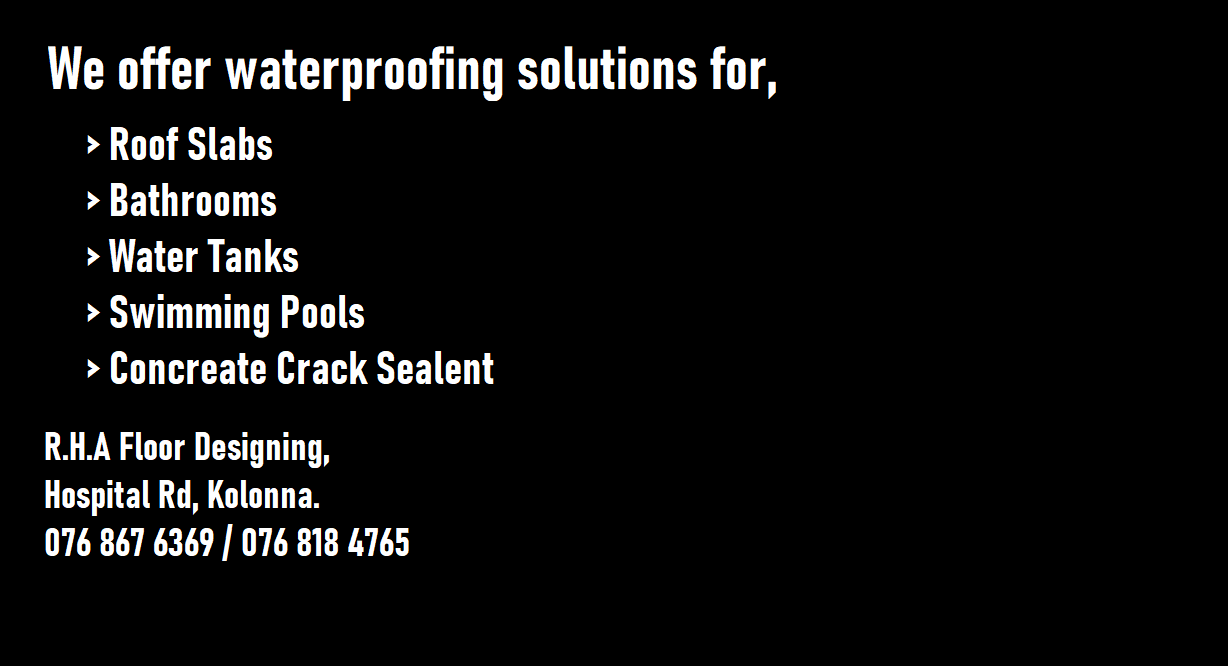 We offer waterproofing solutions for,
> Roof Slabs
> Bathrooms
> Water Tanks
> Swimming Pools
> Concreate Crack Sealent
R.H.A Floor Designing,
Hospital Rd, Kolonna.
076 867 6369 / 076 818 4765